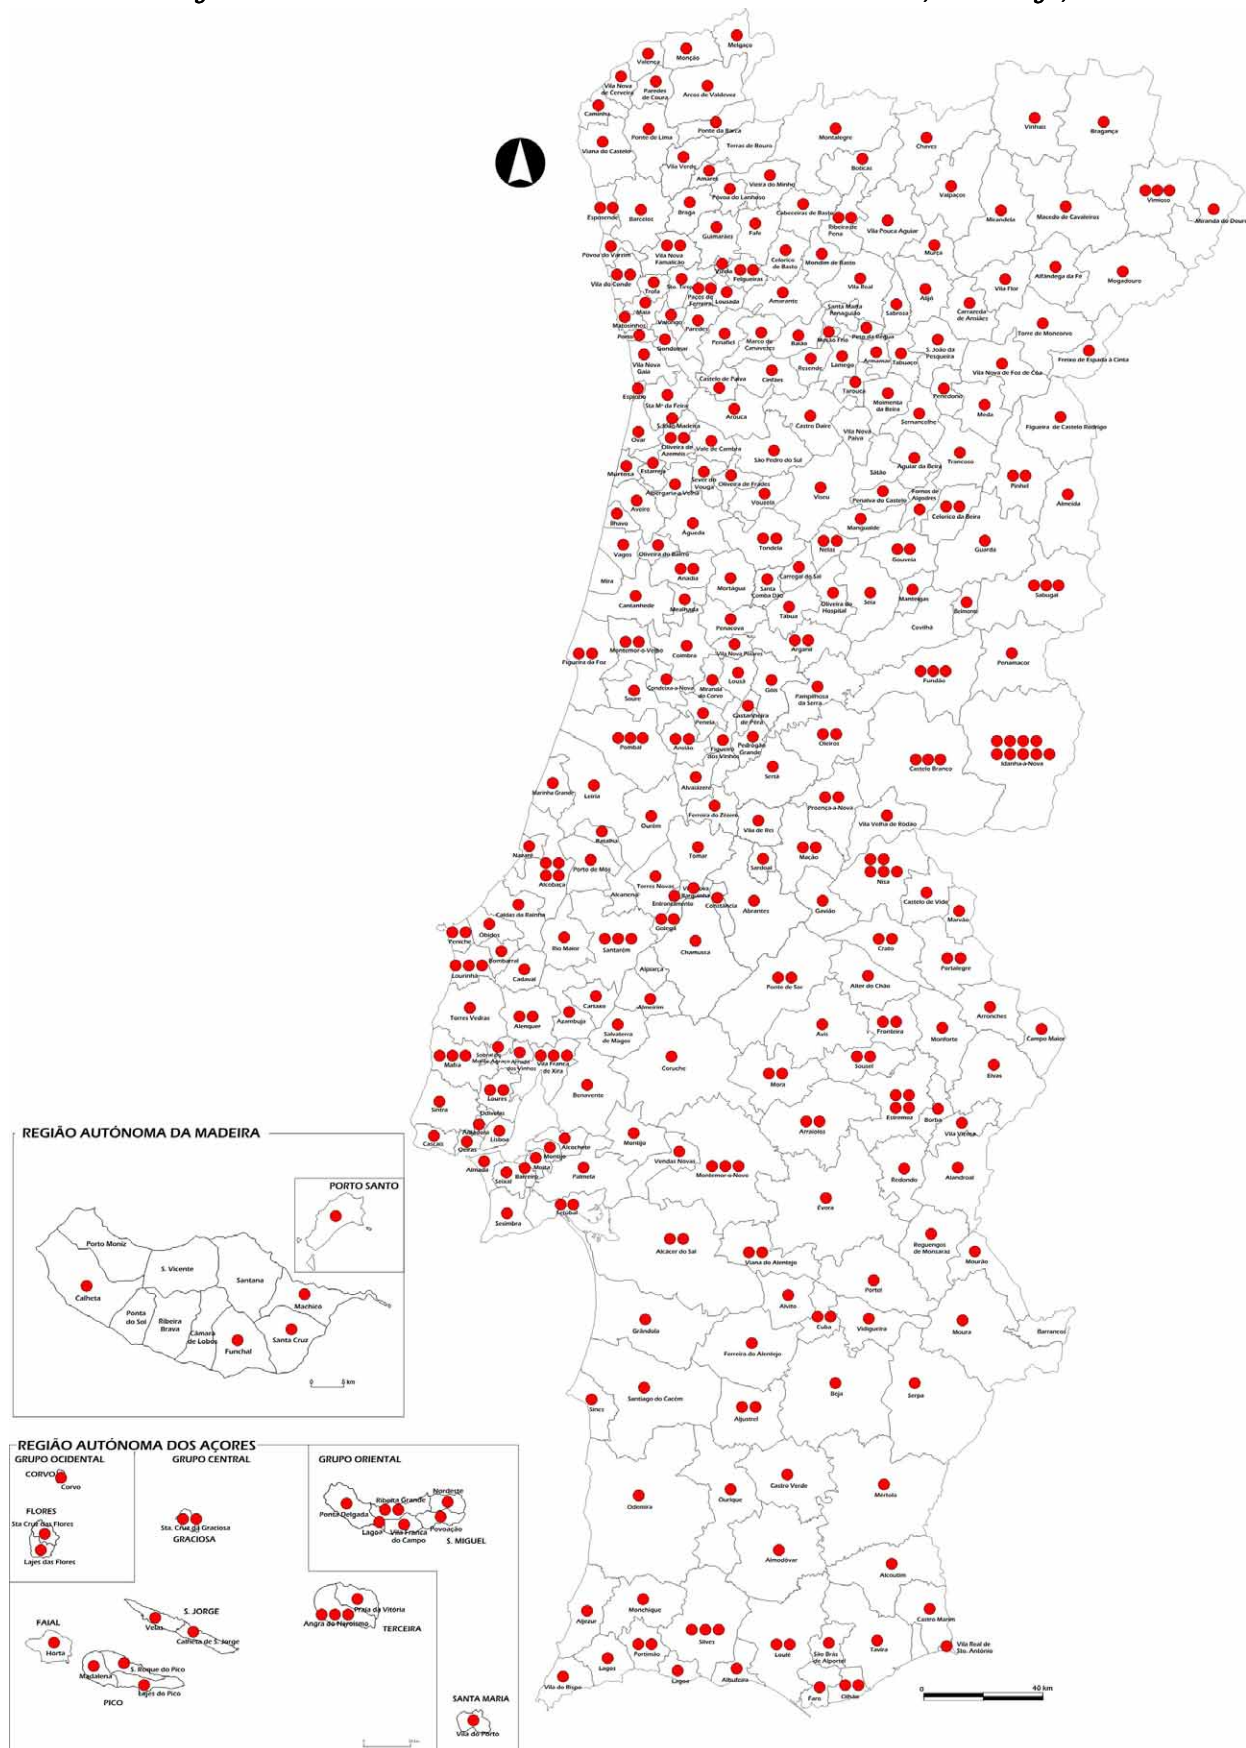 Melgaço
Monção
Valença
Vila Nova
de Cerveira
Paredes
de Coura
Arcos de Valdevez
Caminha
Ponte da Barca
Ponte de Lima
Viana do Castelo
Terras de Bouro
Montalegre
Chaves
Vinhais
Bragança
Vila Verde
Boticas
Amares
Vieira do Minho
Póvoa do Lanhoso
Valpaços
Vimioso
Miranda do Douro
Esposende
Barcelos
Braga
Cabeceiras de Basto
Ribeira de
Pena
Mirandela
Macedo de Cavaleiros
Guimarães
Fafe
Vila Pouca Aguiar
Póvoa do Varzim
Vila Nova
Famalicão
Celorico
de Basto
Mondim de Basto
Murça
Vizela
Felgueiras
Alfândega da Fé
Mogadouro
Vila do Conde
Trofa
Sto. Tirso
Paços de
Ferreira
Lousada
Amarante
Vila Real
Alijó
Vila Flor
Maia
Santa Marta
Penaguião
Sabrosa
Carrazeda
de Ansiães
Matosinhos
Valongo
Paredes
Torre de Moncorvo
Porto
Gondomar
Penafiel
Marco de
Canavezes
Baião
Mesão Frio
Peso da Régua
S. João da
Pesqueira
Freixo de Espada à Cinta
Vila Nova
Gaia
Resende
Lamego
Armamar
Tabuaço
Vila Nova de Foz de Côa
Castelo de Paiva
Cinfães
Tarouca
Espinho
Sta Mª da Feira
Moimenta
da Beira
Penedono
Meda
Arouca
Castro Daire
Sernancelhe
Figueira de Castelo Rodrigo
S. João Madeira
Ovar
Oliveira de
Azeméis
Vale de Cambra
Vila Nova
Paiva
São Pedro do Sul
Aguiar da Beira
Trancoso
Murtosa
Estarreja
Sever do
Vouga
Oliveira de Frades
Sátão
Pinhel
Albergaria-a-Velha
Vouzela
Viseu
Penalva do Castelo
Fornos de
Algodres
Almeida
Aveiro
Celorico da Beira
Ílhavo
Águeda
Mangualde
Vagos
Oliveira do Bairro
Tondela
Nelas
Gouveia
Guarda
Mira
Anadia
Mortágua
Santa
Comba Dão
Carregal do Sal
Sabugal
Cantanhede
Mealhada
Tábua
Oliveira do
Hospital
Seia
Manteigas
Belmonte
Penacova
Covilhã
Montemor-o-Velho
Coimbra
Vila Nova Poiares
Arganil
Figueira da Foz
Penamacor
Fundão
Soure
Condeixa-a-Nova
Miranda
do Corvo
Lousã
Góis
Pampilhosa
da Serra
Penela
Castanheira
de Pêra
Pombal
Ansião
Figueiró
dos Vinhos
Pedrogão
Grande
Oleiros
Castelo Branco
Idanha-a-Nova
Sertã
Marinha Grande
Leiria
Alvaiázere
Proença-a-Nova
Ourém
Ferreira do Zêzere
Vila de Rei
Vila Velha de Rodão
Batalha
Nazaré
Tomar
Mação
Alcobaça
Porto de Mós
Sardoal
Nisa
Torres Novas
Alcanena
Vila Nova
Barquinha
Entroncamento
Constância
Abrantes
Gavião
Castelo de Vide
Caldas da Rainha
Marvão
Golegã
Óbidos
Peniche
Rio Maior
Santarém
Chamusca
Crato
Bombarral
Portalegre
Lourinhã
Cadaval
Alpiarça
Ponte de Sor
Alter do Chão
Cartaxo
Almeirim
Arronches
Torres Vedras
Alenquer
Azambuja
Salvaterra
de Magos
Avis
Fronteira
Monforte
Campo Maior
Sobral de
Monte Agraço
Arruda
dos Vinhos
Vila Franca
de Xira
Mafra
Coruche
Sousel
Elvas
Mora
Loures
Benavente
Sintra
Estremoz
Borba
Odivelas
Arraiolos
Vila Viçosa
Amadora
Lisboa
REGIÃO AUTÓNOMA DA MADEIRA
Cascais
Oeiras
Alcochete
Montijo
Montijo
Vendas Novas
Almada
Moita
Seixal
Barreiro
Palmela
Montemor-o-Novo
Redondo
Alandroal
PORTO SANTO
Setúbal
Évora
Sesimbra
Porto Moniz
Reguengos
de Monsaraz
Mourão
Alcácer do Sal
Viana do Alentejo
S. Vicente
Santana
Portel
Calheta
Machico
Alvito
Ponta
do Sol
Ribeira
Brava
Câmara
de Lobos
Santa Cruz
Funchal
Grândola
Cuba
Vidigueira
Moura
Barrancos
Ferreira do Alentejo
0 5 km
Santiago do Cacém
Beja
Serpa
Sines
Aljustrel
REGIÃO AUTÓNOMA DOS AÇORES
GRUPO OCIDENTAL
GRUPO CENTRAL
GRUPO ORIENTAL
CORVO
Corvo
Castro Verde
Ourique
Odemira
Mértola
FLORES
Sta Cruz das Flores
Lajes das Flores
Sta. Cruz da Graciosa
GRACIOSA
Ribeira Grande
Nordeste
Ponta Delgada
Lagoa
Vila Franca
do Campo
Povoação
S. MIGUEL
Almodôvar
Alcoutim
S. JORGE
Velas
Calheta de S. Jorge
Praia da Vitória
Angra do Heroísmo
TERCEIRA
FAIAL
Horta
Aljezur
Monchique
Castro Marim
Silves
Madalena
S. Roque do Pico
Lajes do Pico
PICO
Lagos
Portimão
Loulé
São Brás
de Alportel
Tavira
Vila Real de
Sto. António
Vila do Bispo
Lagoa
Albufeira
Faro
Olhão
SANTA MARIA
Vila do Porto
0 40 km